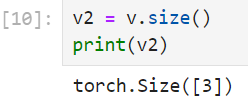 [10]: v2 = v.size()
print(v2)
torch.Size([3])